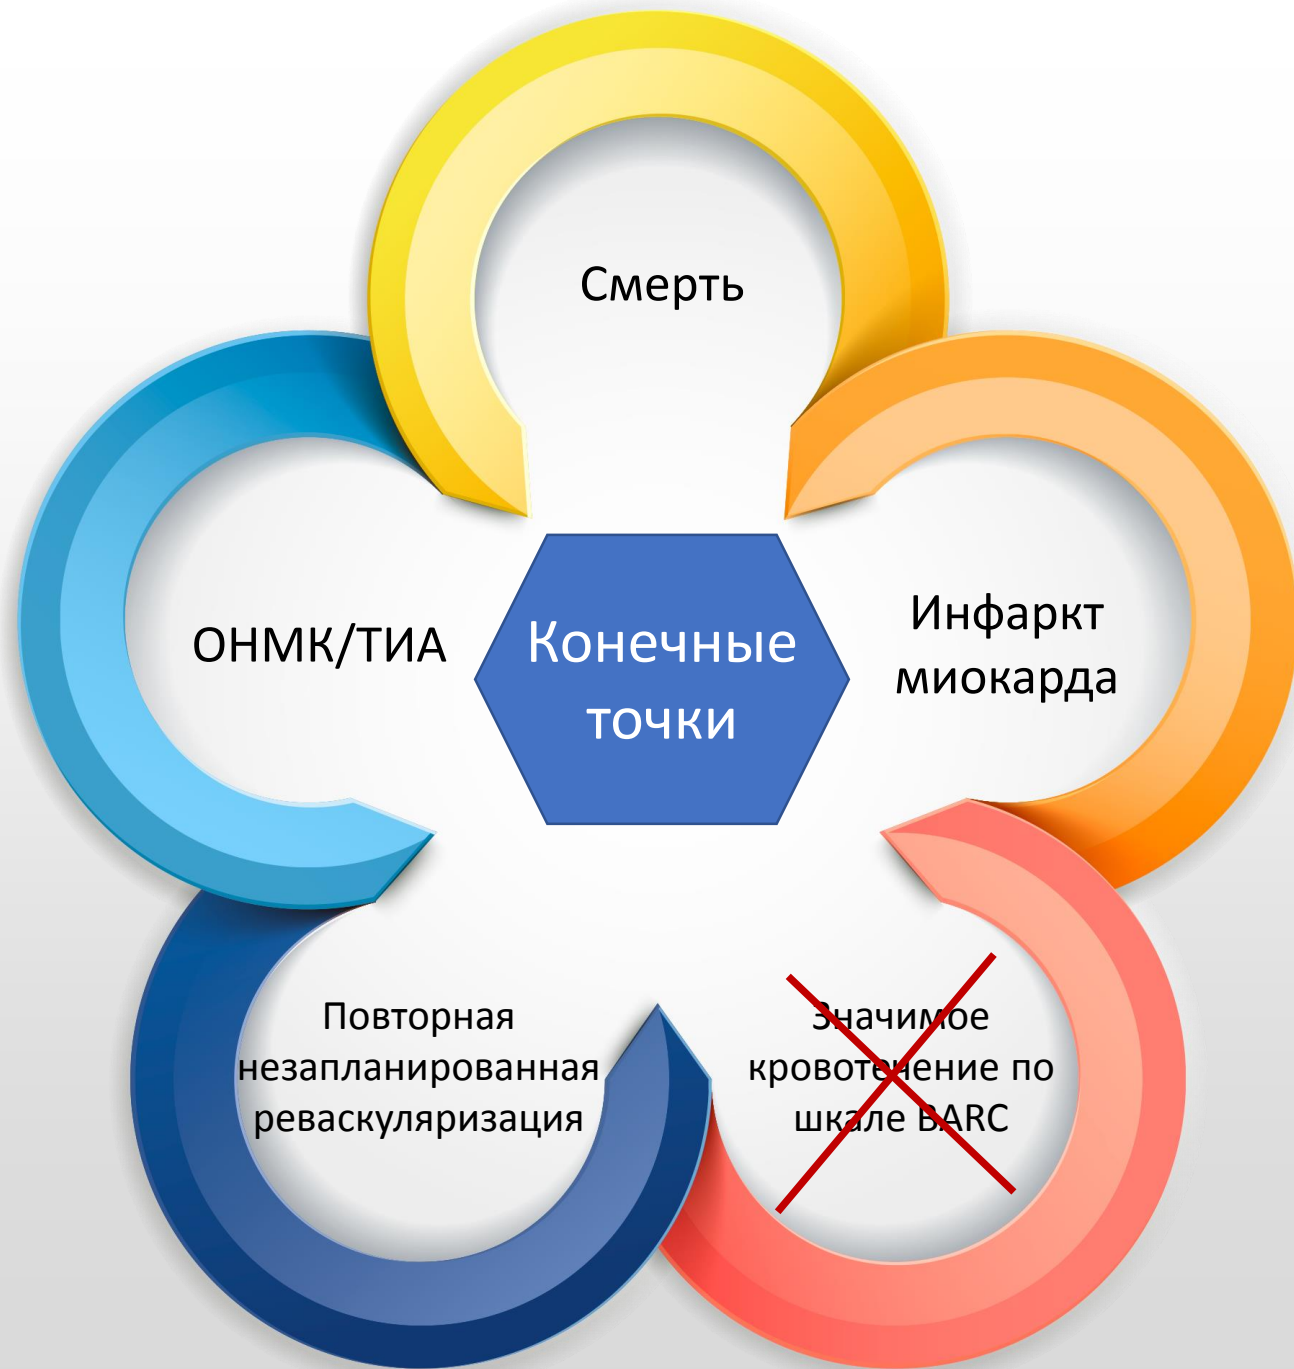 Смерть
Инфаркт
миокарда
ОНМК/ТИА
Конечные
точки
Повторная
незапланированная
реваскуляризация
Значимое
кровотечение по
шкале BARC